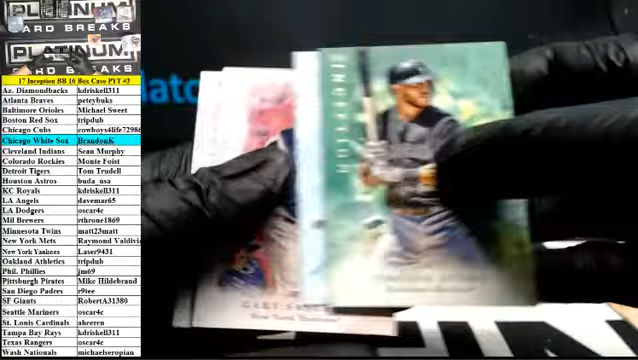 PLATINUM
CARD BREAKS
PLATINUM
CARD BREAKS
17 Inception BB 16 Box Case PYT #3
Az. Diamondbacks kdriskell311
Atlanta Braves peteybuks
Baltimore Orioles Michael Sweet
Boston Red Sox tripdub
Chicago Cubs cowboys4life72986
Chicago White Sox BrandonK
Cleveland Indians Sean Murphy
Colorado Rockies Monte Foist
Detroit Tigers Tom Trudell
Houston Astros buda_usa
KC Royals kdriskell311
LA Angels davemar65
LA Dodgers oscar4c
Mil Brewers rthrone1869
Minnesota Twins matt23matt
New York Mets Raymond Valdivia
New York Yankees Laser9431
Oakland Athletics tripdub
Phil. Phillies jm69
Pittsburgh Pirates Mike Hildebrand
San Diego Padres r9tee
SF Giants RobertA31380
Seattle Mariners oscar4c
St. Louis Cardinals aheeren
Tampa Bay Rays kdriskell311
Texas Rangers oscar4c
Wash Nationals michaelseropian
INCEPTION